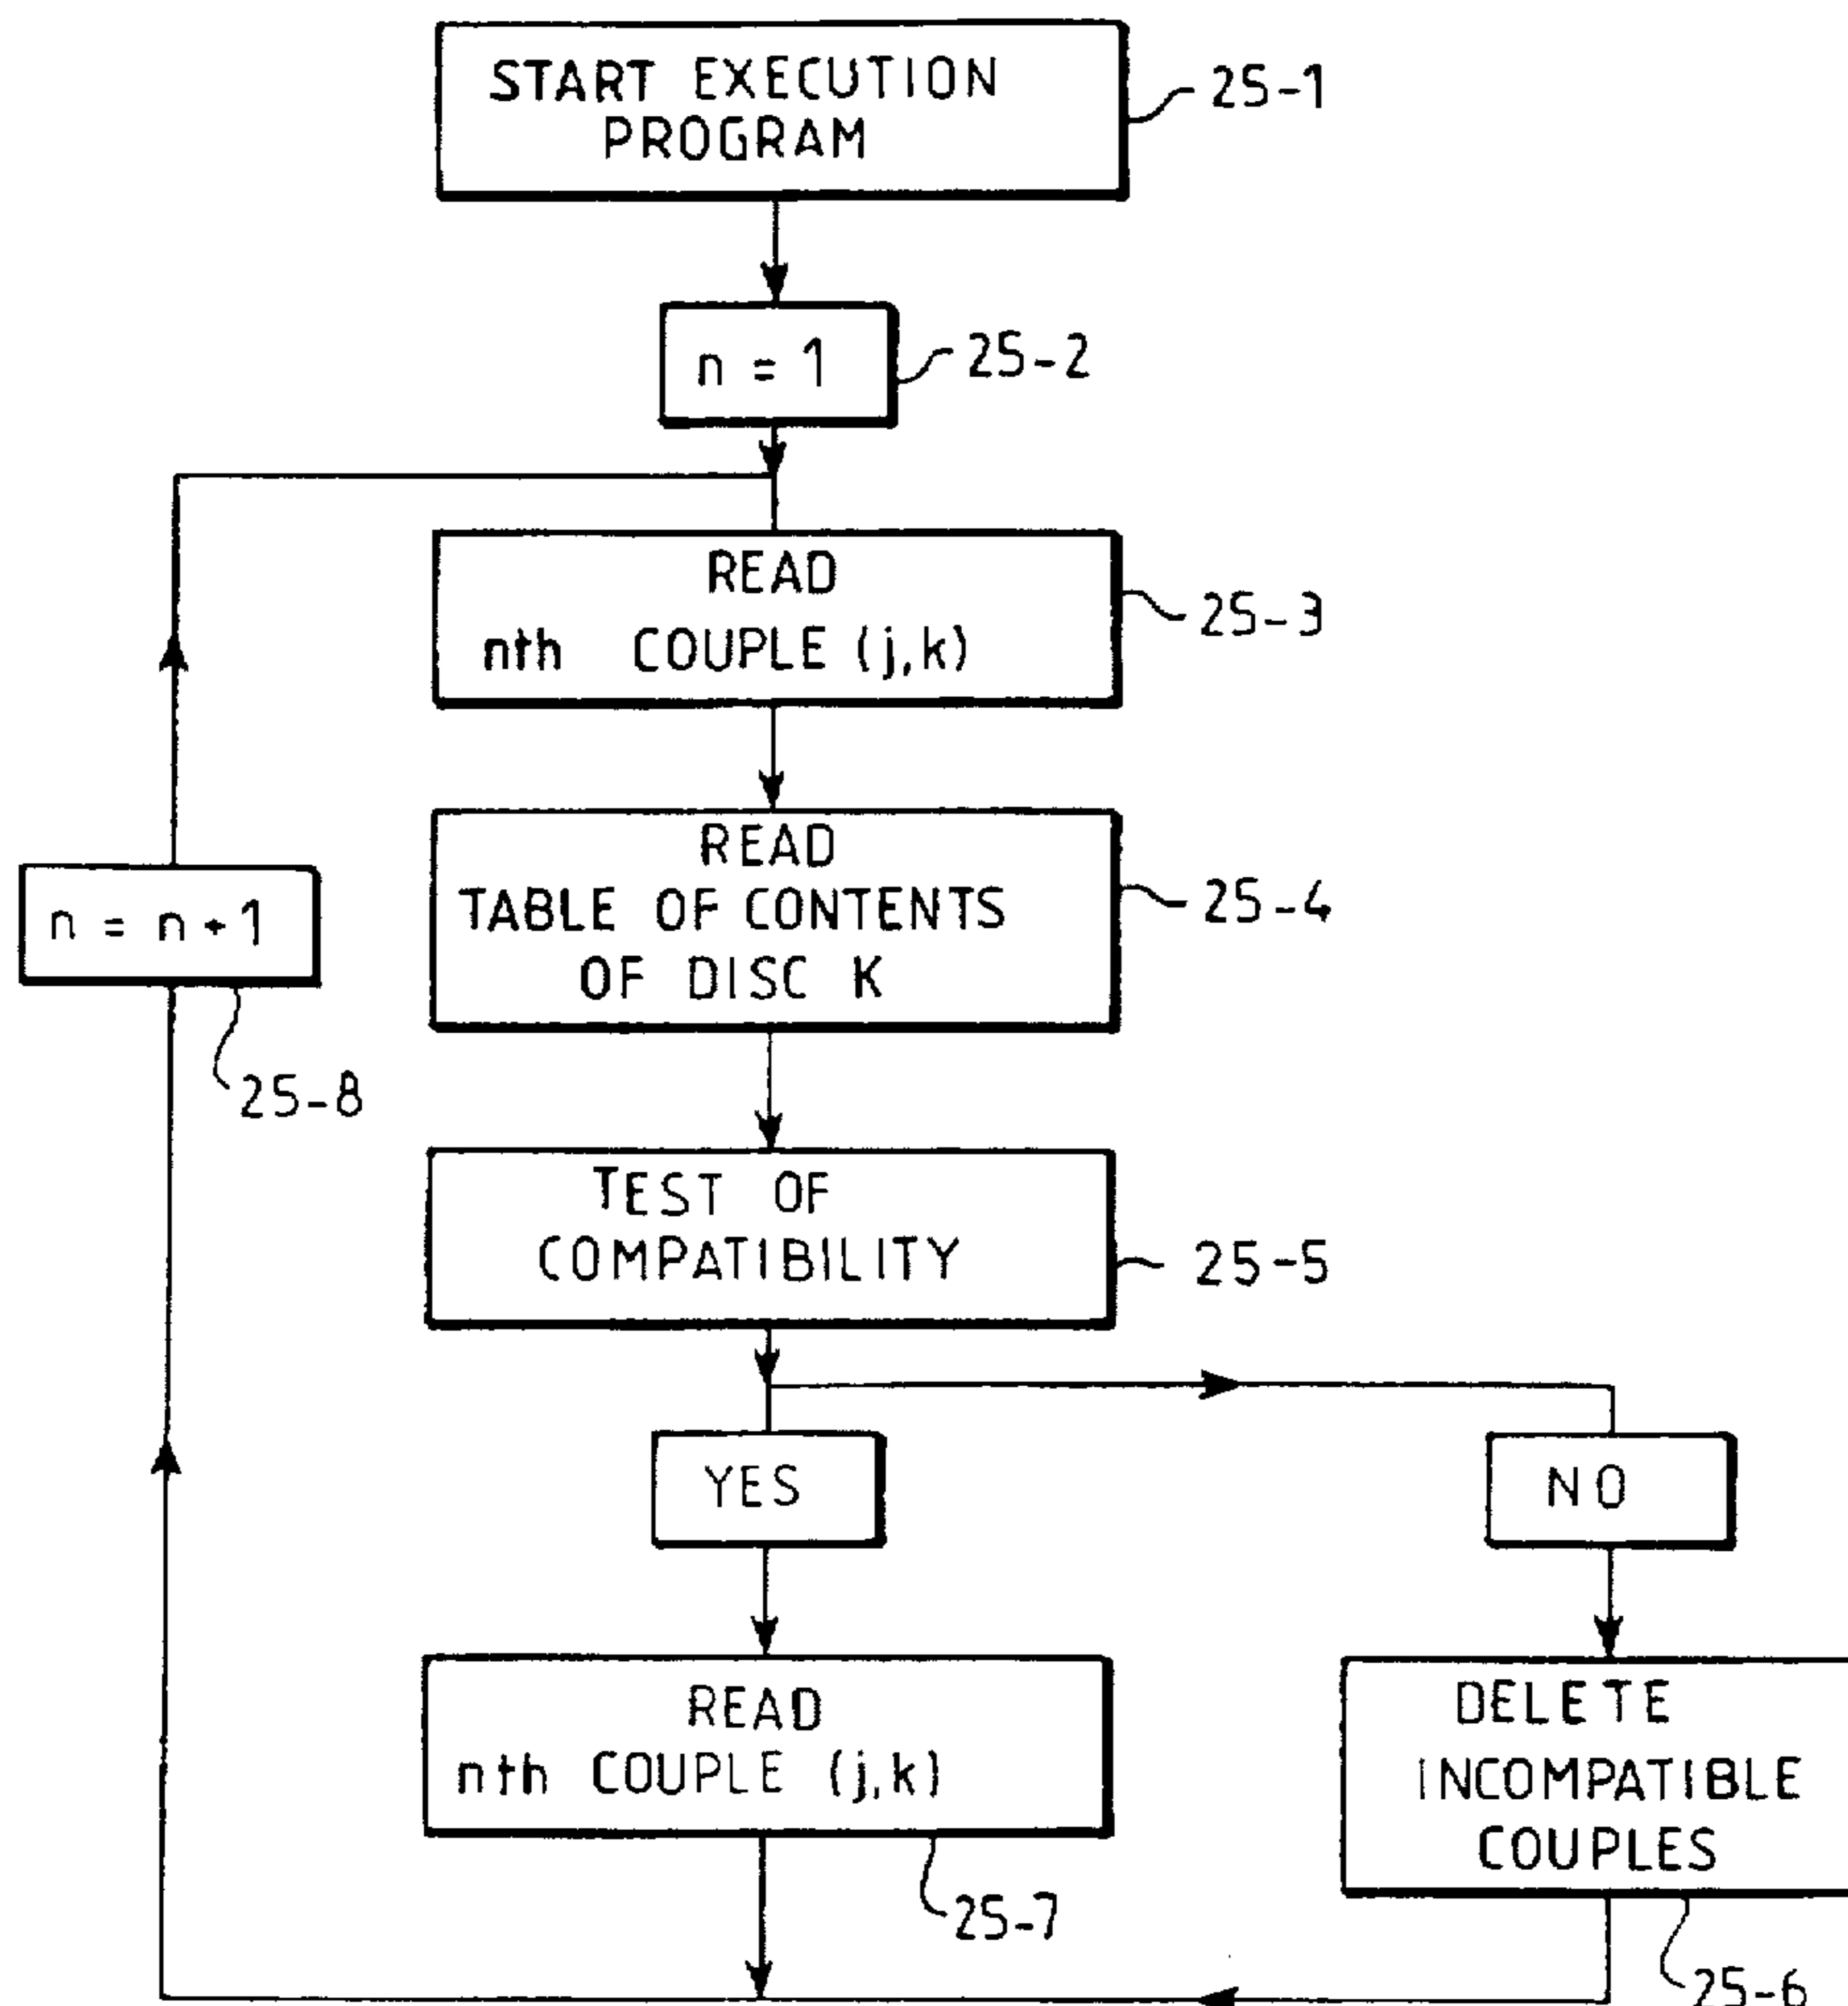 START EXECUTION
PROGRAM
25-1
n = 1
25-2
READ
nth COUPLE (j,k)
25-3
READ
TABLE OF CONTENTS
OF DISC K
25-4
n = n + 1
25-8
TEST OF
COMPATIBILITY
25-5
YES
NO
READ
nth COUPLE (j,k)
25-7
DELETE
INCOMPATIBLE
COUPLES
25-6